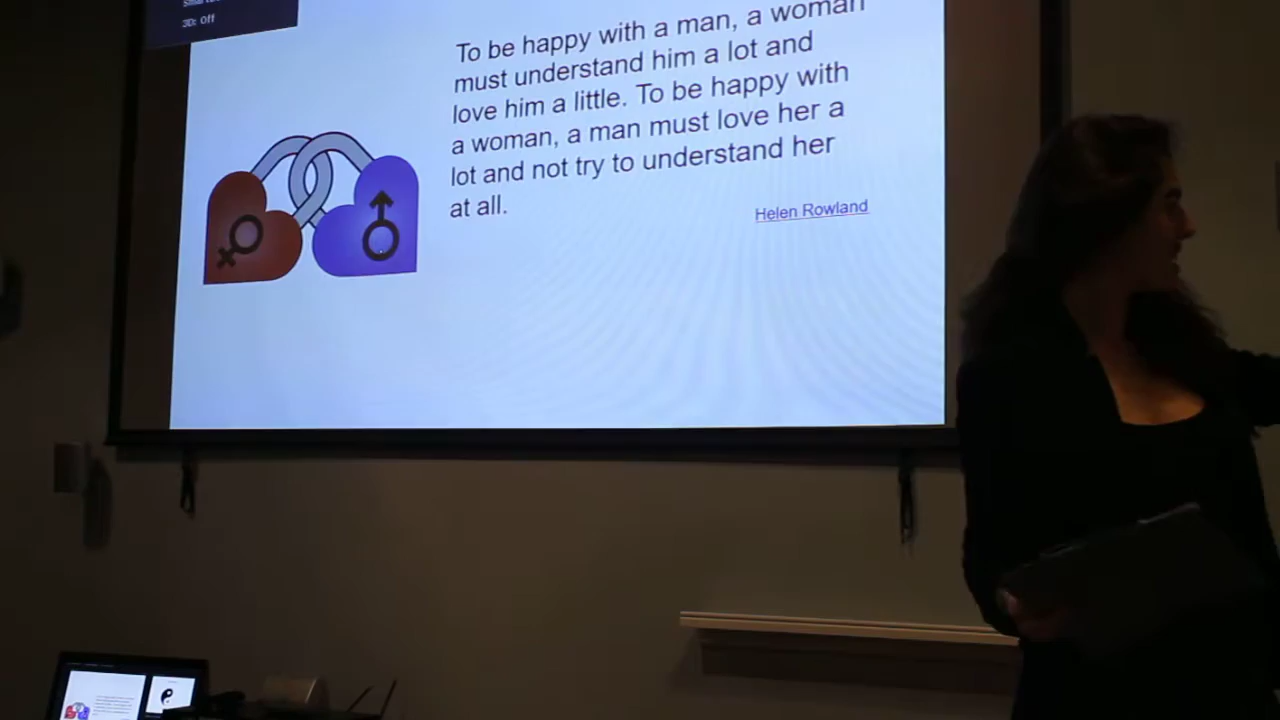 3D: Off
To be happy with a man, a woman
must understand him a lot and
love him a little. To be happy with
a woman, a man must love her a
lot and not try to understand her
at all.
Helen Rowland